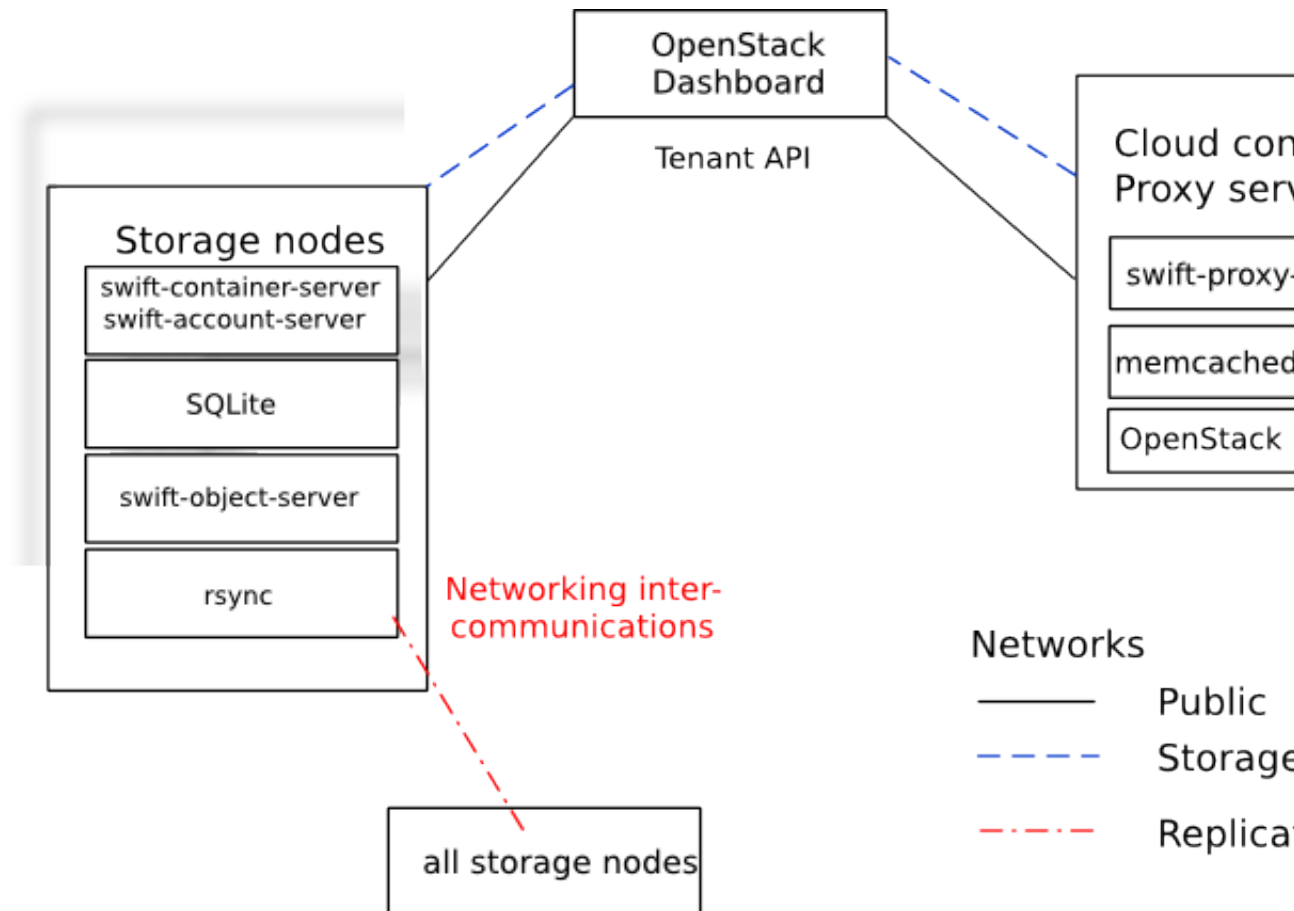 OpenStack
Dashboard
Tenant API
Storage nodes
swift-container-server
swift-account-server
SQLite
swift-object-server
rsync
Networking inter-
communications
all storage nodes
Cloud con
Proxy serv
swift-proxy-
memcached
OpenStack
Networks
Public
Storage
Replicat